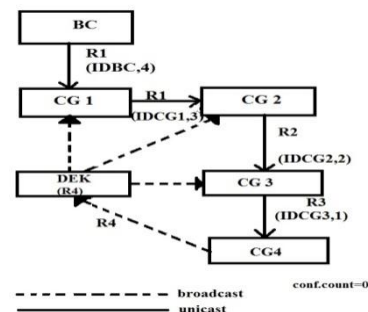 BC
R1
(IDBC,4)
CG 1
R1
(IDCG1,3)
CG 2
R2
(IDCG2,2)
DEK
(R4)
CG 3
R3
(IDCG3,1)
R4
CG4
conf.count=0
broadcast
unicast